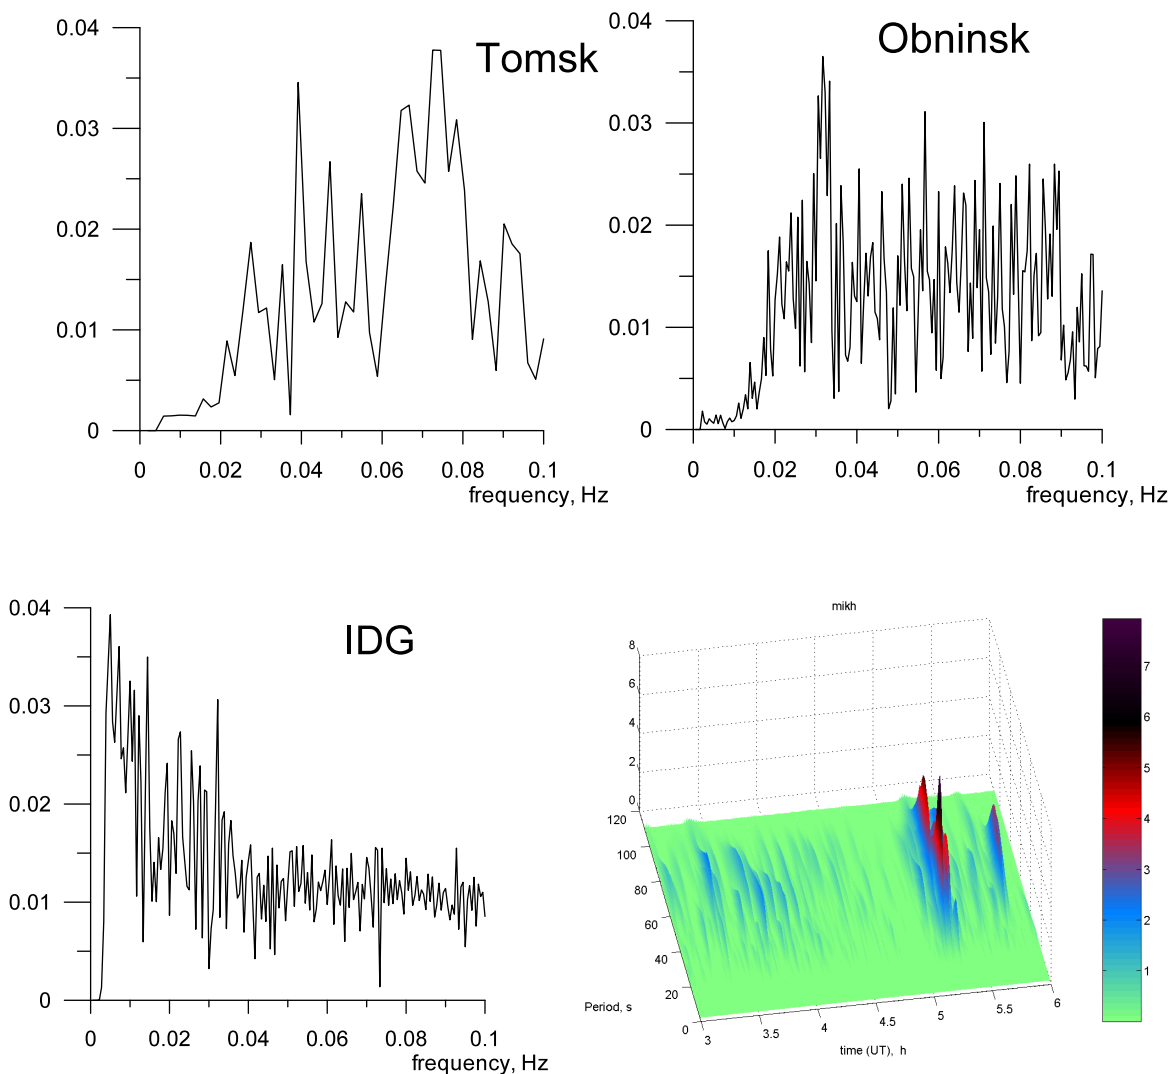 Tomsk
0.04
0.03
0.02
0.01
0
0 0.02 0.04 0.06 0.08 0.1
frequency, Hz
Obninsk
0.04
0.03
0.02
0.01
0
0 0.02 0.04 0.06 0.08 0.1
frequency, Hz
IDG
0.04
0.03
0.02
0.01
0
0 0.02 0.04 0.06 0.08 0.1
frequency, Hz
mikh
8
6
4
2
0
120
100
80
60
40
20
0
Period, s
3 3.5 4 4.5 5 5.5 6
time (UT), h
7
6
5
4
3
2
1